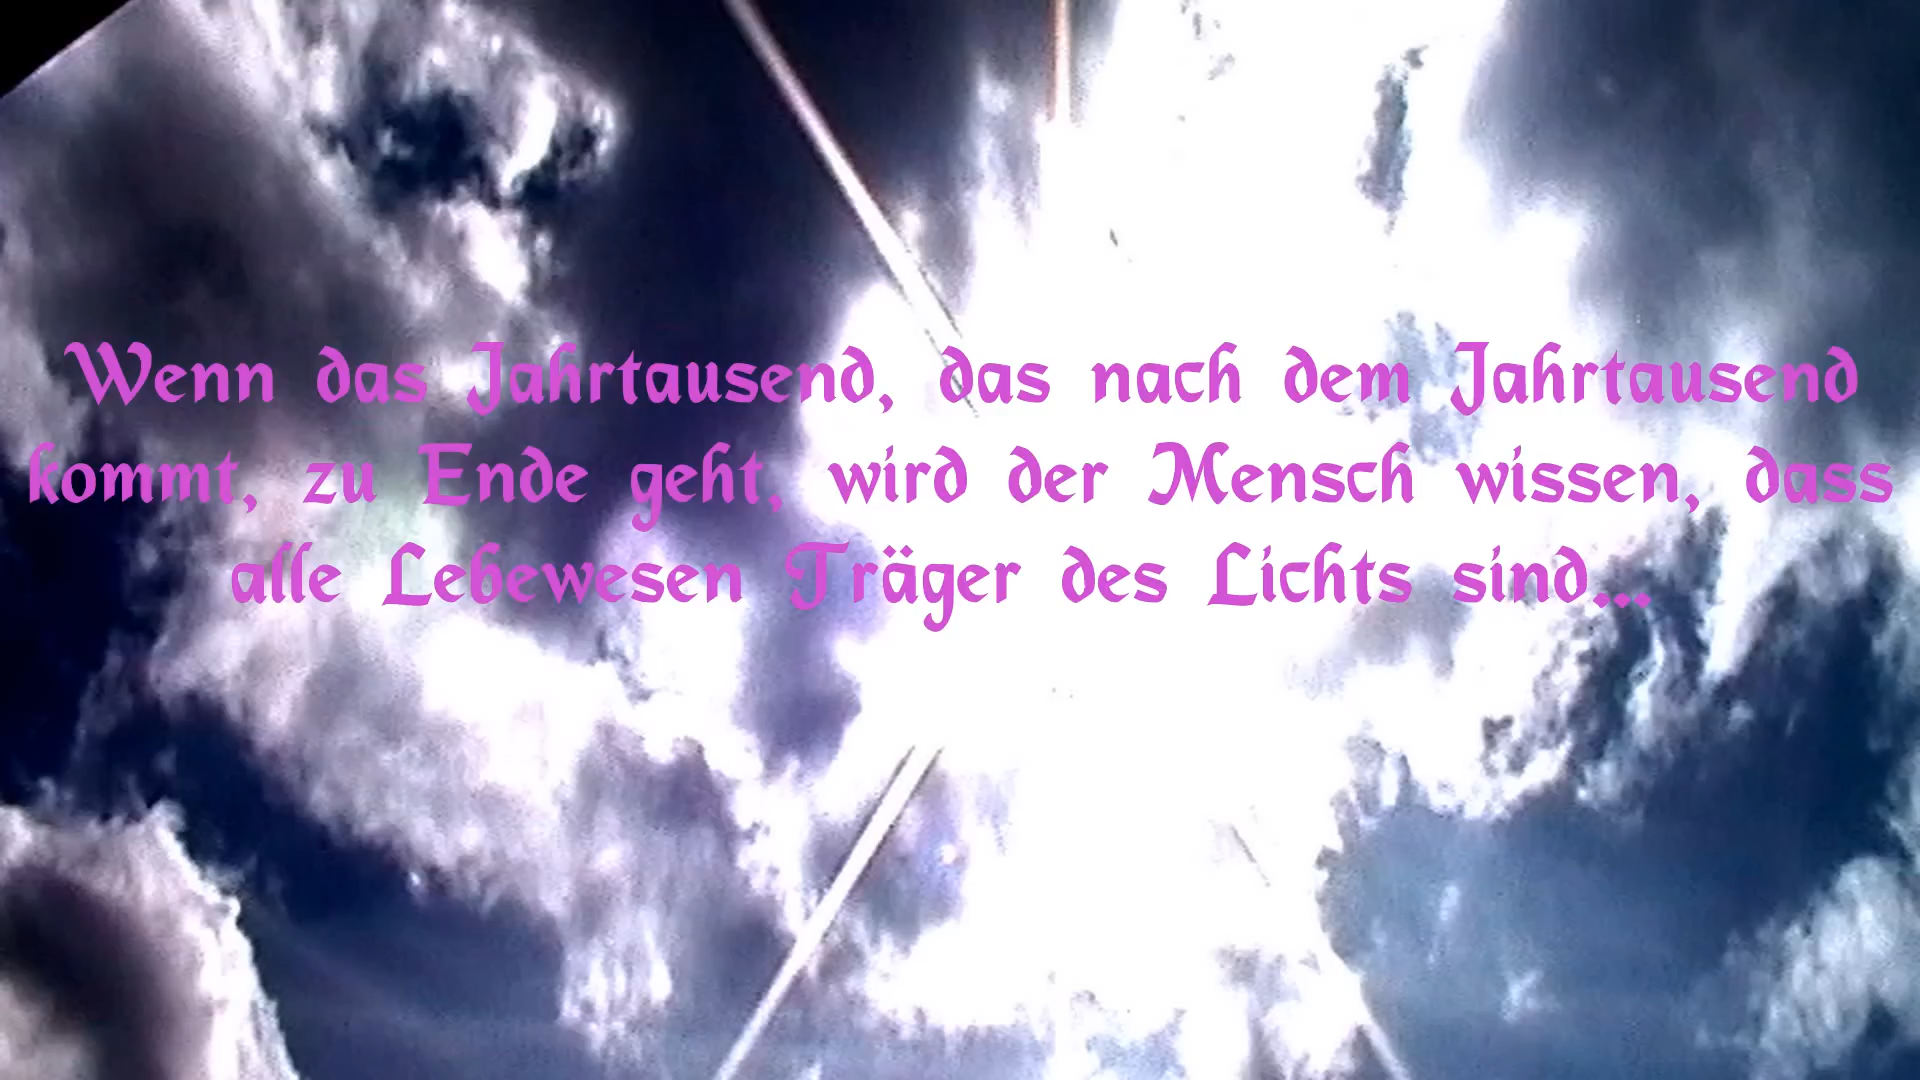 Wenn das Jahrtausend, das nach dem Jahrtausend
kommt, zu Ende geht, wird der Mensch wissen, dass
alle Lebewesen Träger des Lichts sind...